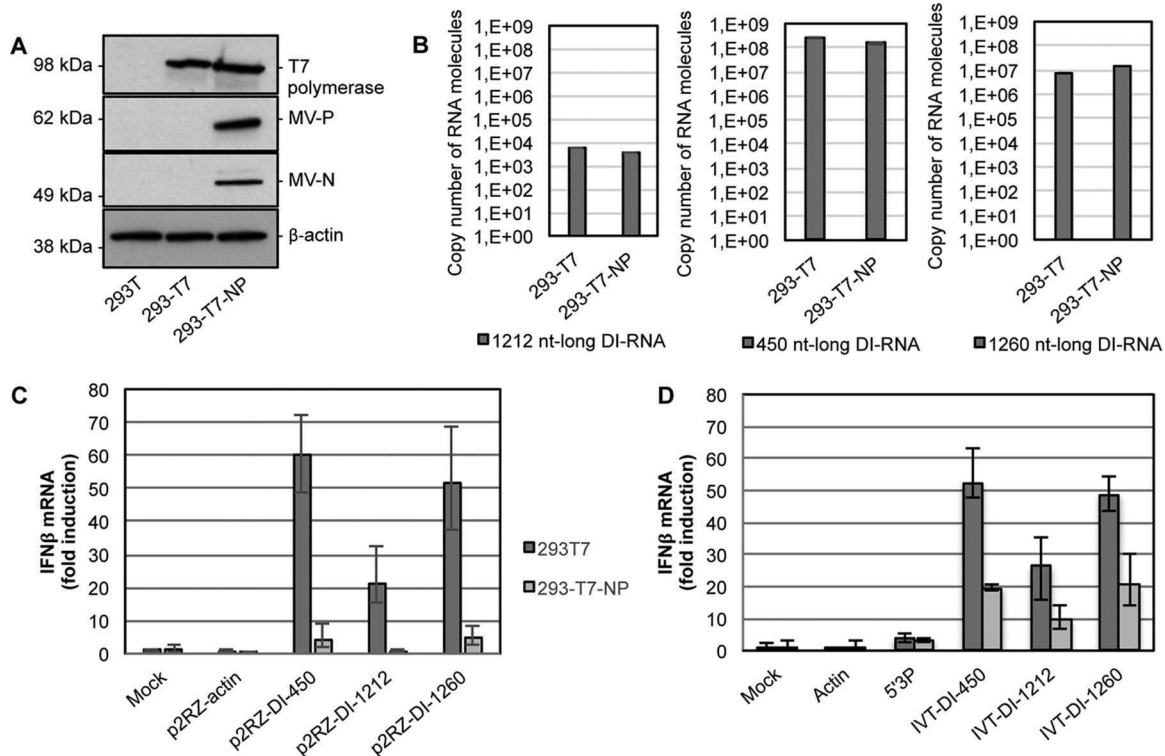 A
98 kDa
62 kDa
49 kDa
38 kDa
T7
polymerase
MV-P
MV-N
β-actin
293T
293-T7
293-T7-NP
B
Copy number of RNA molecules
1,E+09
1,E+08
1,E+07
1,E+06
1,E+05
1,E+04
1,E+03
1,E+02
1,E+01
1,E+00
293-T7
293-T7-NP
1212 nt-long DI-RNA
Copy number of RNA molecules
1,E+09
1,E+08
1,E+07
1,E+06
1,E+05
1,E+04
1,E+03
1,E+02
1,E+01
1,E+00
293-T7
293-T7-NP
450 nt-long DI-RNA
Copy number of RNA molecules
1,E+09
1,E+08
1,E+07
1,E+06
1,E+05
1,E+04
1,E+03
1,E+02
1,E+01
1,E+00
293-T7
293-T7-NP
1260 nt-long DI-RNA
C
IFNβ mRNA
(fold induction)
80
70
60
50
40
30
20
10
0
Mock
p2RZ-actin
p2RZ-DI-450
p2RZ-DI-1212
p2RZ-DI-1260
293T7
293-T7-NP
D
IFNβ mRNA
(fold induction)
80
70
60
50
40
30
20
10
0
Mock
Actin
5'3P
IVT-DI-450
IVT-DI-1212
IVT-DI-1260